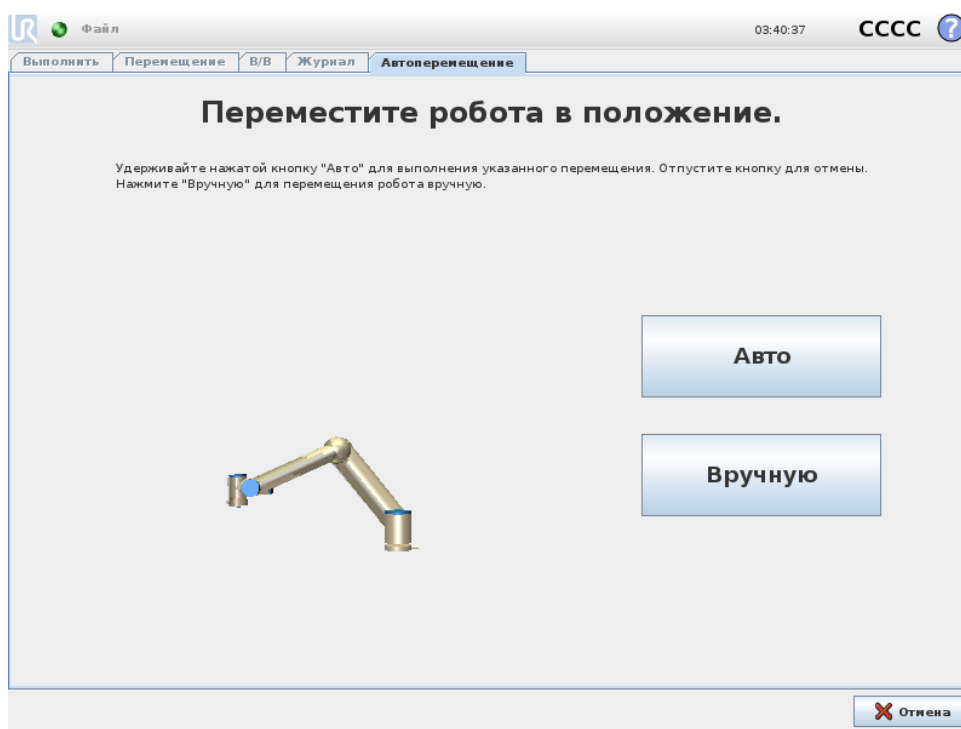 UR Файл 03:40:37 CCCC ?
Выполнить Перемещение В/В Журнал Автоперемещение
Переместите робота в положение.
Удерживайте нажатой кнопку "Авто" для выполнения указанного перемещения. Отпустите кнопку для отмены.
Нажмите "Вручную" для перемещения робота вручную.
Авто
Вручную
Отмена